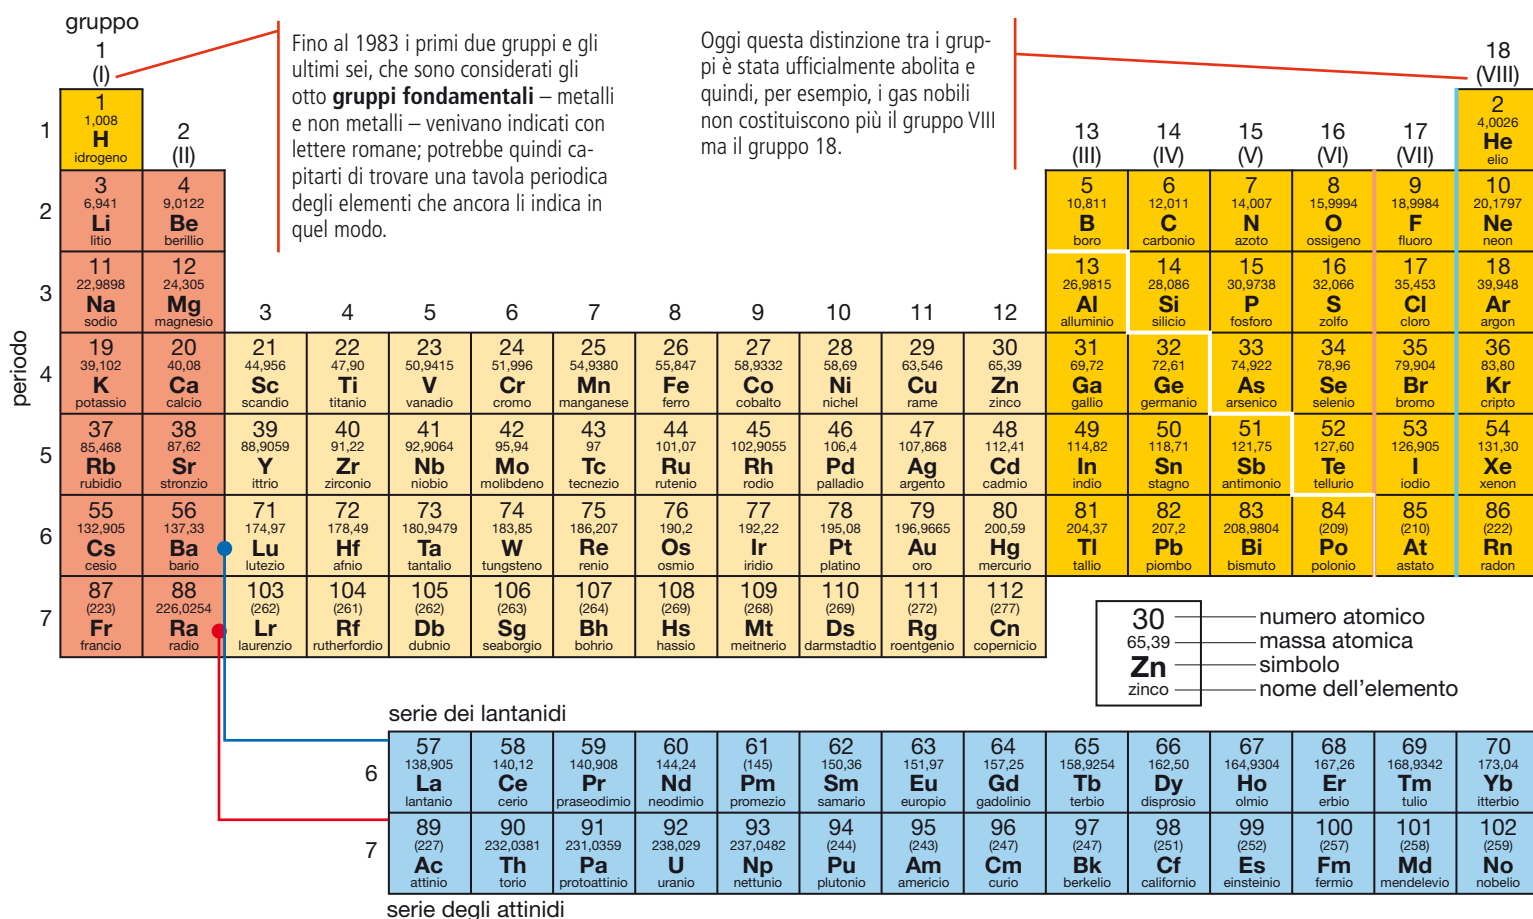 gruppo
1
(I)
Fino al 1983 i primi due gruppi e gli
ultimi sei, che sono considerati gli
otto gruppi fondamentali – metalli
e non metalli – venivano indicati con
lettere romane; potrebbe quindi ca-
pitarti di trovare una tavola periodica
degli elementi che ancora li indica in
quel modo.
Oggi questa distinzione tra i grup-
pi è stata ufficialmente abolita e
quindi, per esempio, i gas nobili
non costituiscono più il gruppo VIII
ma il gruppo 18.
18
(VIII)
periodo
2 13 14 15 16 17
(II) (III) (IV) (V) (VI) (VII)
1
1 2
1,008 4,0026
H He
idrogeno elio
2
3 4 5 6 7 8 9 10
6,941 9,0122 10,811 12,011 14,007 15,9994 18,9984 20,1797
Li Be B C N O F Ne
litio berillio boro carbonio azoto ossigeno fluoro neon
3
11 12 13 14 15 16 17 18
22,9898 24,305 26,9815 28,086 30,9738 32,066 35,453 39,948
Na Mg Al Si P S Cl Ar
sodio magnesio alluminio silicio fosforo zolfo cloro argon
3 4 5 6 7 8 9 10 11 12
4
19 20 21 22 23 24 25 26 27 28 29 30 31 32 33 34 35 36
39,102 40,08 44,956 47,90 50,9415 51,996 54,9380 55,847 58,9332 58,69 63,546 65,39 69,72 72,61 74,922 78,96 79,904 83,80
K Ca Sc Ti V Cr Mn Fe Co Ni Cu Zn Ga Ge As Se Br Kr
potassio calcio scandio titanio vanadio cromo manganese ferro cobalto nichel rame zinco gallio germanio arsenico selenio bromo cripto
5
37 38 39 40 41 42 43 44 45 46 47 48 49 50 51 52 53 54
85,468 87,62 88,9059 91,22 92,9064 95,94 97 101,07 102,9055 106,4 107,868 112,41 114,82 118,71 121,75 127,60 126,905 131,30
Rb Sr Y Zr Nb Mo Tc Ru Rh Pd Ag Cd In Sn Sb Te I Xe
rubidio stronzio ittrio zirconio niobio molibdeno tecnezio rutenio rodio palladio argento cadmio indio stagno antimonio tellurio iodio xenon
6
55 56 71 72 73 74 75 76 77 78 79 80 81 82 83 84 85 86
132,905 137,33 174,97 178,49 180,9479 183,85 186,207 190,2 192,22 195,08 196,9665 200,59 204,37 207,2 208,9804 (209) (210) (222)
Cs Ba Lu Hf Ta W Re Os Ir Pt Au Hg Tl Pb Bi Po At Rn
cesio bario lutezio afnio tantalio tungsteno renio osmio iridio platino oro mercurio tallio piombo bismuto polonio astato radon
7
87 88 103 104 105 106 107 108 109 110 111 112
(223) 226,0254 (262) (261) (262) (263) (264) (269) (268) (269) (272) (277)
Fr Ra Lr Rf Db Sg Bh Hs Mt Ds Rg Cn
francio radio laurenzio rutherfordio dubnio seaborgio bohrio hassio meitnerio darmstadtio roentgenio copernicio
30 numero atomico
65,39 massa atomica
Zn simbolo
zinco nome dell'elemento
serie dei lantanidi
6
57 58 59 60 61 62 63 64 65 66 67 68 69 70
138,905 140,12 140,908 144,24 (145) 150,36 151,97 157,25 158,9254 162,50 164,9304 167,26 168,9342 173,04
La Ce Pr Nd Pm Sm Eu Gd Tb Dy Ho Er Tm Yb
lantanio cerio praseodimio neodimio promezio samario europio gadolinio terbio disprosio olmio erbio tulio itterbio
7
89 90 91 92 93 94 95 96 97 98 99 100 101 102
(227) 232,0381 231,0359 238,029 237,0482 (244) (243) (247) (247) (251) (252) (257) (258) (259)
Ac Th Pa U Np Pu Am Cm Bk Cf Es Fm Md No
attinio torio protoattinio uranio nettunio plutonio americio curio berkelio californio einsteinio fermio mendelevio nobelio
serie degli attinidi